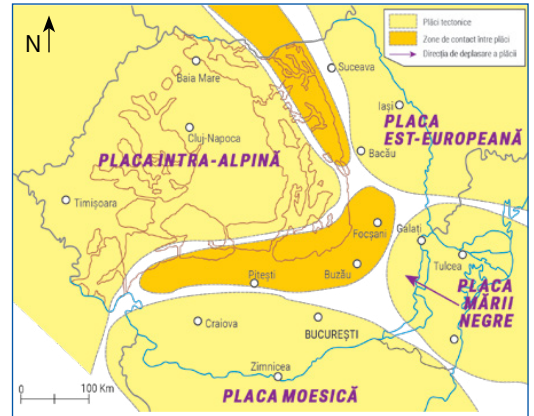 N
Plăci tectonice
Zone de contact între plăci
Direcția de deplasare a plăcii
Suceava
Baia Mare
Iași
PLACA
EST-EUROPEANĂ
Cluj-Napoca
PLACA INTRA-ALPINĂ
Bacău
Timișoara
Focșani
Galați
Tulcea
Pitești
Buzău
PLACA
MĂRII
NEGRE
Craiova
BUCUREȘTI
Zimnicea
PLACA MOESICĂ
0
100 Km